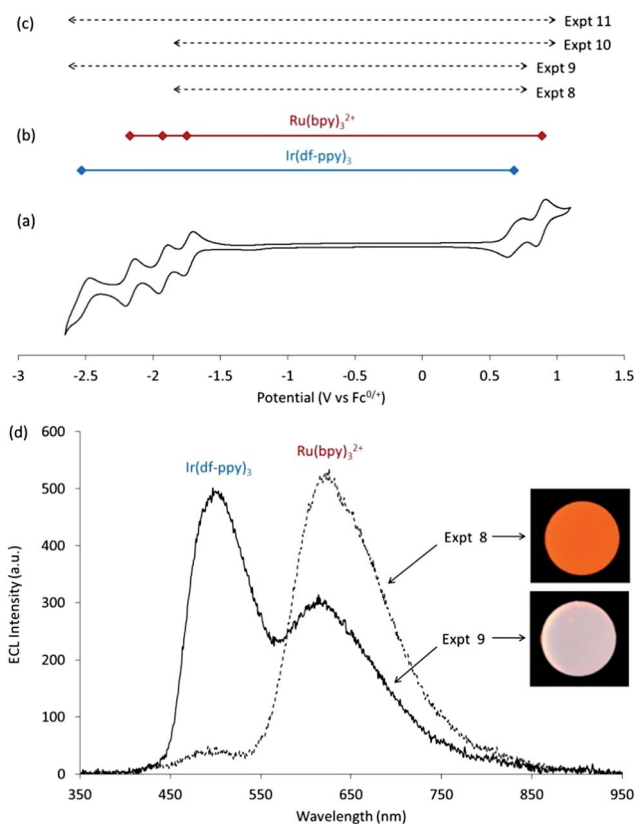 (c)
Expt 11
Expt 10
Expt 9
Expt 8
(b)
Ru(bpy)₃²⁺
Ir(df-ppy)₃
(a)
-3 -2.5 -2 -1.5 -1 -0.5 0 0.5 1 1.5
Potential (V vs Fc⁰/⁺)
(d)
600
500
400
300
200
100
0
Ir(df-ppy)₃
Ru(bpy)₃²⁺
Expt 8
Expt 9
ECL Intensity (a.u.)
350 450 550 650 750 850 950
Wavelength (nm)